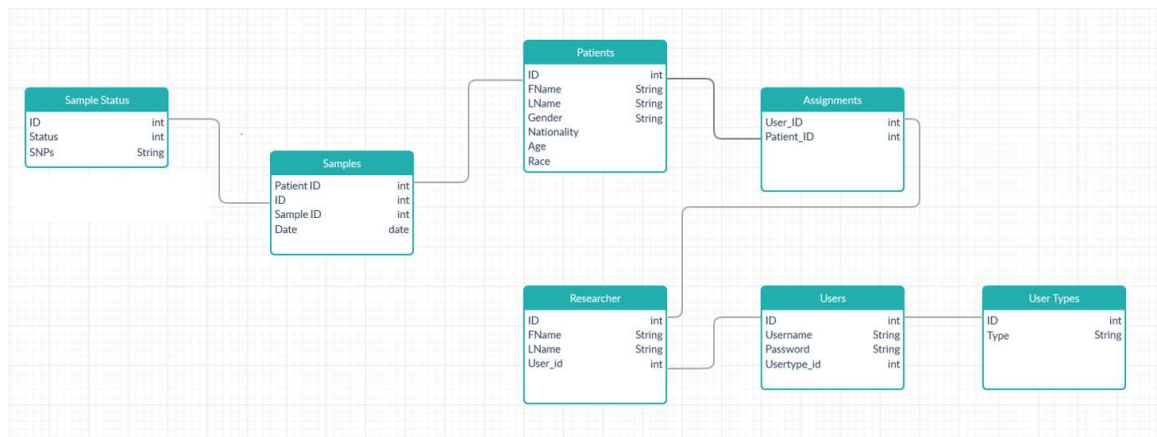 Sample Status
ID int
Status int
SNPs String
Samples
Patient ID int
ID int
Sample ID int
Date date
Patients
ID int
FName String
LName String
Gender String
Nationality
Age
Race
Assignments
User_ID int
Patient_ID int
Researcher
ID int
FName String
LName String
User_id int
Users
ID int
Username String
Password String
Usertype_id int
User Types
ID int
Type String